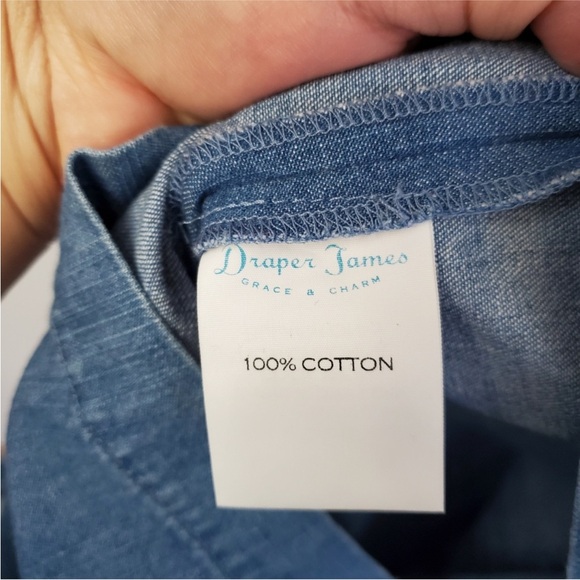 Draper James
GRACE & CHARM
100% COTTON